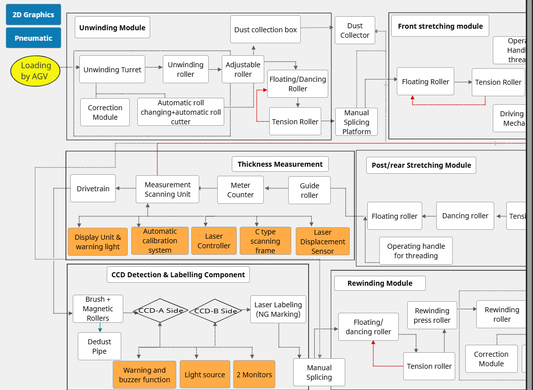 2D Graphics
Pneumatic
Loading
by AGV
Unwinding Module
Unwinding Turret
Unwinding
roller
Adjustable
roller
Dust collection box
Floating/Dancing
Roller
Tension Roller
Correction
Module
Automatic roll
changing+automatic roll
cutter
Dust
Collector
Manual
Splicing
Platform
Front stretching module
Floating Roller
Tension Roller
Driving
Thickness Measurement
Drivetrain
Measurement
Scanning Unit
Meter
Counter
Guide
roller
Display Unit &
warning light
Automatic
calibration
system
Laser
Controller
C type
scanning
frame
Laser
Displacement
Sensor
Post/rear Stretching Module
Floating roller
Dancing roller
Operating handle
for threading
CCD Detection & Labelling Component
Brush +
Magnetic
Rollers
CCD-A Side
CCD-B Side
Laser Labeling
(NG Marking)
Dedust
Pipe
Warning and
buzzer function
Light source
2 Monitors
Manual
Splicing
Rewinding Module
Floating/
dancing roller
Rewinding
press roller
Rewinding
roller
Tension roller
Correction
Module